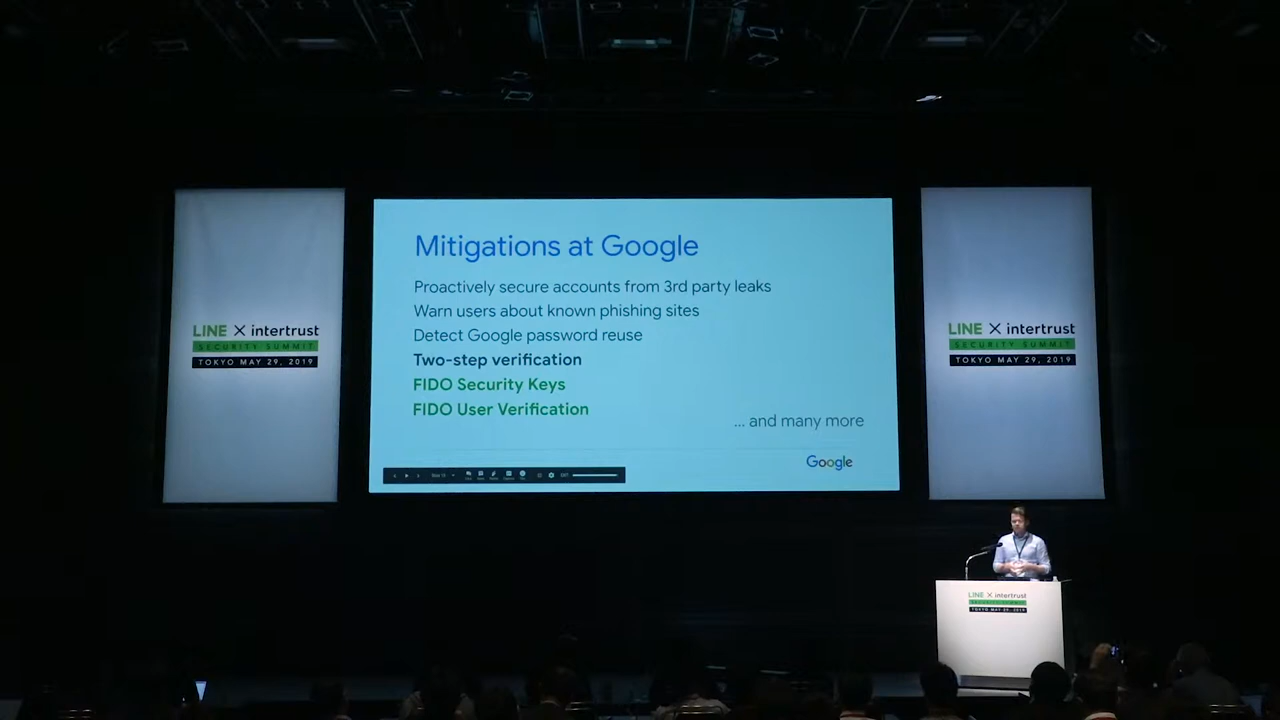 Mitigations at Google
Proactively secure accounts from 3rd party leaks
Warn users about known phishing sites
Detect Google password reuse
Two-step verification
FIDO Security Keys
FIDO User Verification
... and many more
Google
LINE X intertrust
SECURITY SUMMIT
TOKYO MAY 29, 2019
LINE X intertrust
SECURITY SUMMIT
TOKYO MAY 29, 2019
LINE X intertrust
SECURITY SUMMIT
TOKYO MAY 29, 2019